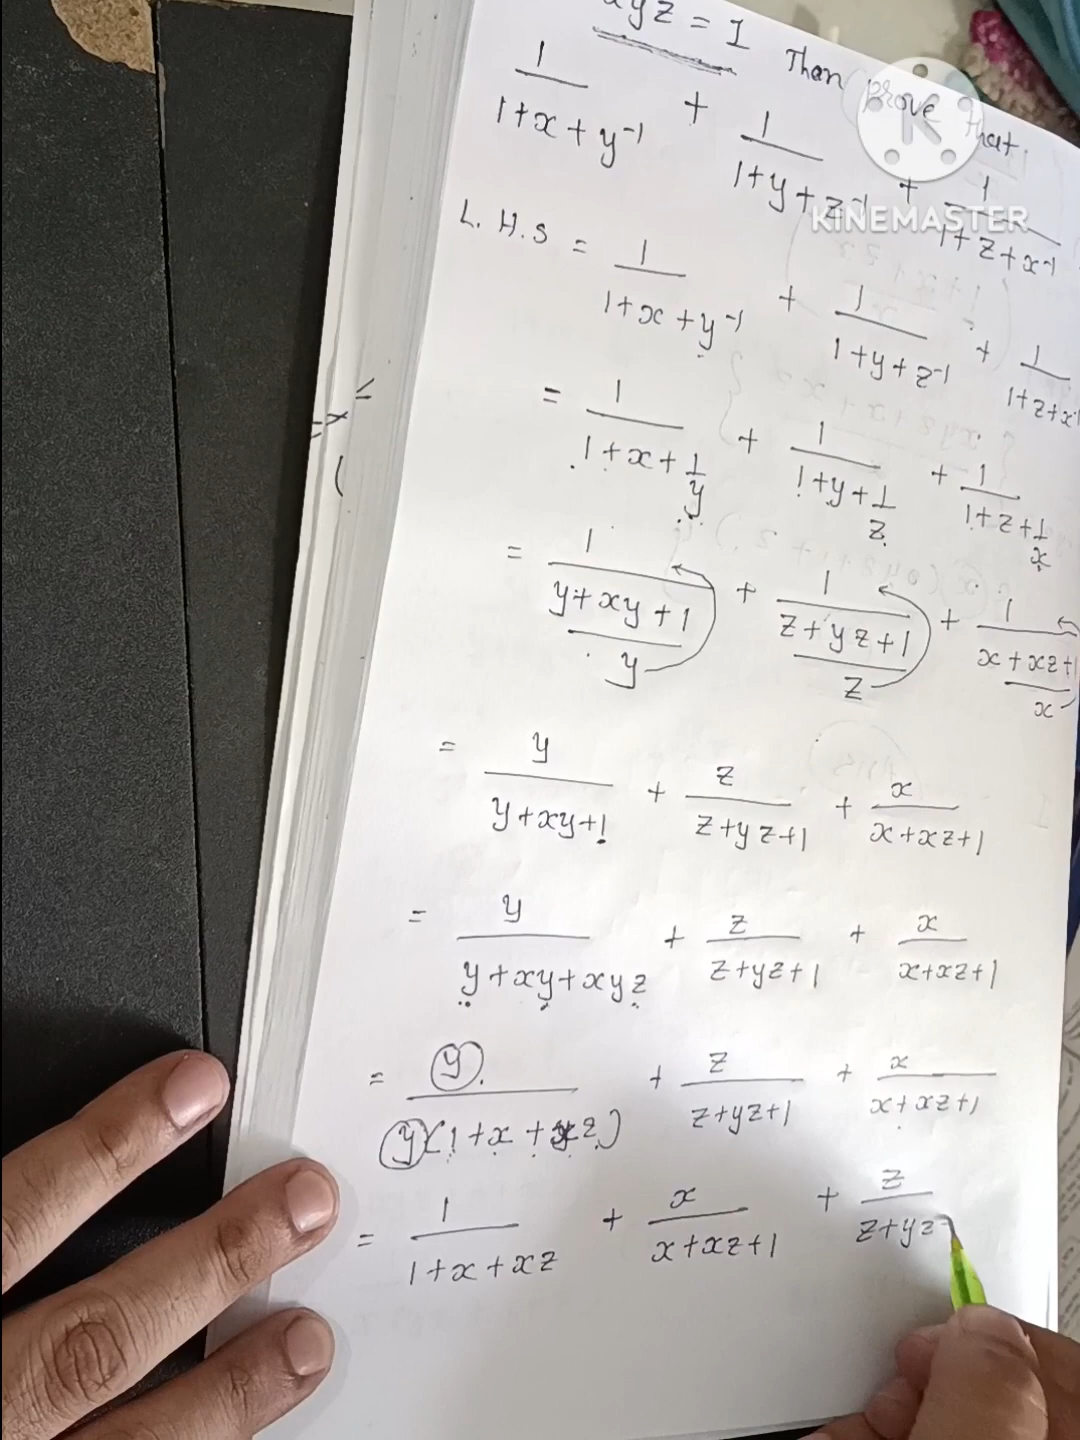 xyz = 1 Then prove that.
1/(1+x+y⁻¹) + 1/(1+y+z⁻¹) + 1/(1+z+x⁻¹)
L.H.S = 1/(1+x+y⁻¹) + 1/(1+y+z⁻¹) + 1/(1+z+x⁻¹)
= 1/(1+x+1/y) + 1/(1+y+1/z) + 1/(1+z+1/x)
= 1/((y+xy+1)/y) + 1/((z+yz+1)/z) + 1/((x+xz+1)/x)
= y/(y+xy+1) + z/(z+yz+1) + x/(x+xz+1)
= y/(y+xy+xyz) + z/(z+yz+1) + x/(x+xz+1)
= y/(y(1+x+xz)) + z/(z+yz+1) + x/(x+xz+1)
= 1/(1+x+xz) + x/(x+xz+1) + z/(z+yz
K
KINEMASTER